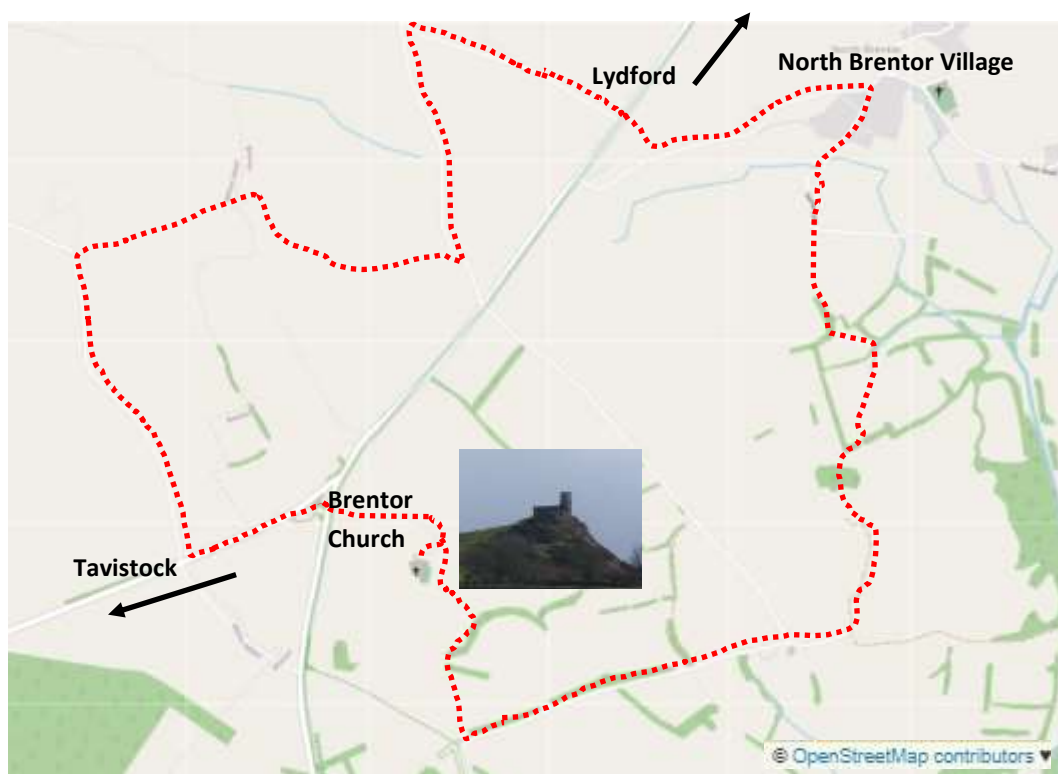 North Brentor Village
Lydford
Brentor
Church
Tavistock
© OpenStreetMap contributors ♥